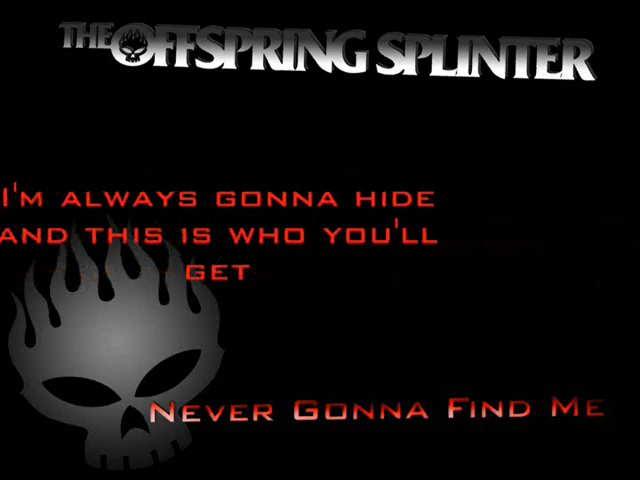 THE OFFSPRING SPLINTER
I'M ALWAYS GONNA HIDE
AND THIS IS WHO YOU'LL
GET
NEVER GONNA FIND ME